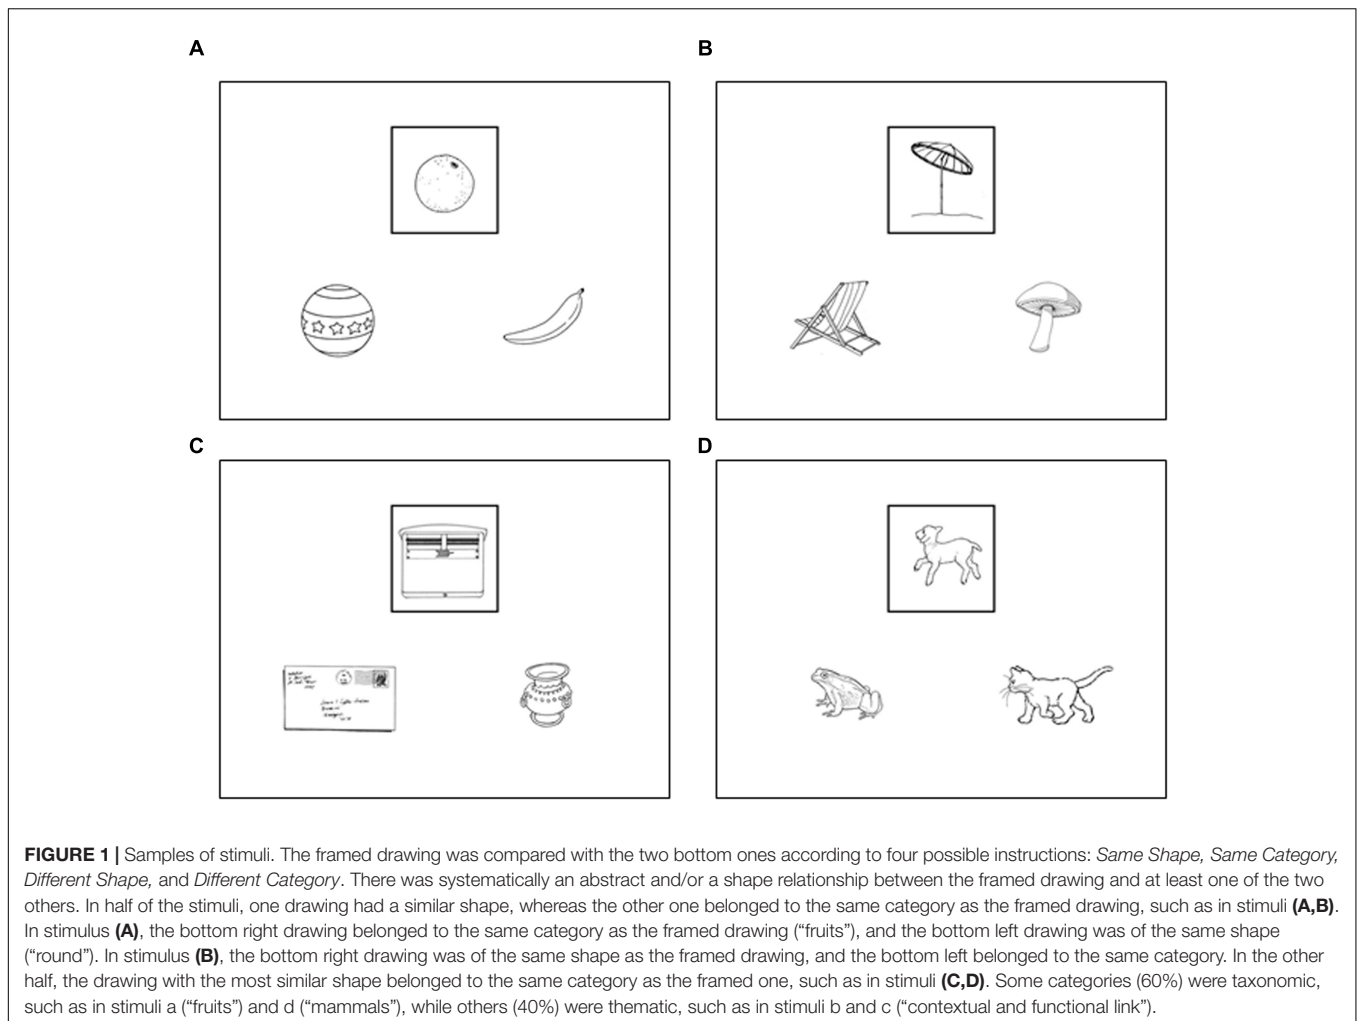 A
B
C
D
FIGURE 1 | Samples of stimuli. The framed drawing was compared with the two bottom ones according to four possible instructions: Same Shape, Same Category,
Different Shape, and Different Category. There was systematically an abstract and/or a shape relationship between the framed drawing and at least one of the two
others. In half of the stimuli, one drawing had a similar shape, whereas the other one belonged to the same category as the framed drawing, such as in stimuli (A,B).
In stimulus (A), the bottom right drawing belonged to the same category as the framed drawing (“fruits”), and the bottom left drawing was of the same shape
(“round”). In stimulus (B), the bottom right drawing was of the same shape as the framed drawing, and the bottom left belonged to the same category. In the other
half, the drawing with the most similar shape belonged to the same category as the framed one, such as in stimuli (C,D). Some categories (60%) were taxonomic,
such as in stimuli a (“fruits”) and d (“mammals”), while others (40%) were thematic, such as in stimuli b and c (“contextual and functional link”).